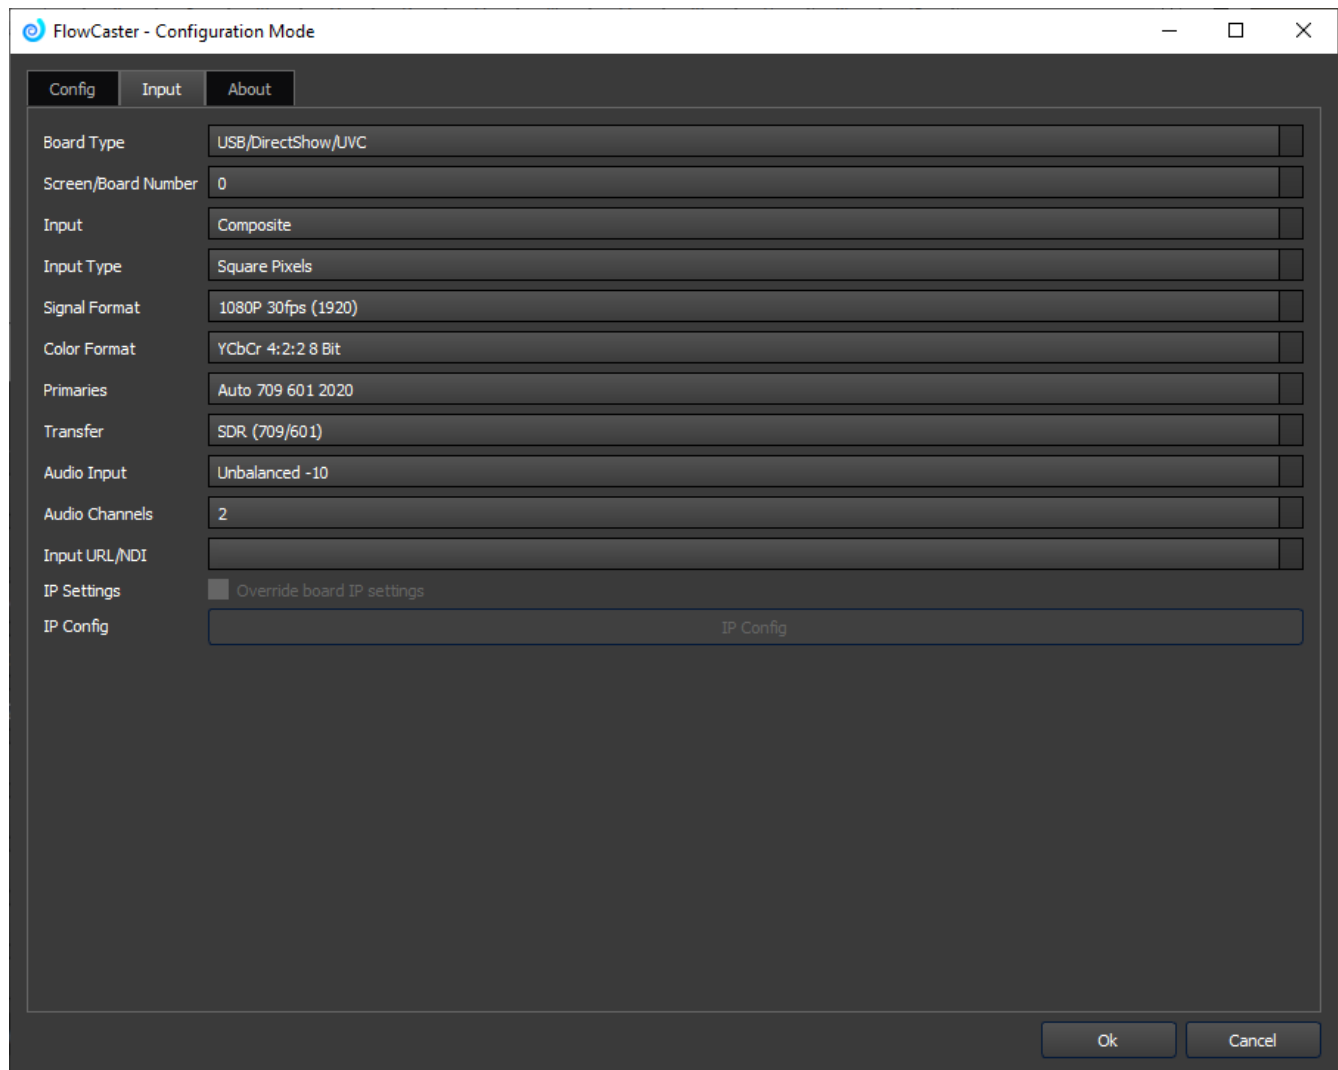 FlowCaster - Configuration Mode
Config Input About
Board Type USB/DirectShow/UVC
Screen/Board Number 0
Input Composite
Input Type Square Pixels
Signal Format 1080P 30fps (1920)
Color Format YCbCr 4:2:2 8 Bit
Primaries Auto 709 601 2020
Transfer SDR (709/601)
Audio Input Unbalanced -10
Audio Channels 2
Input URL/NDI
IP Settings Override board IP settings
IP Config IP Config
Ok Cancel